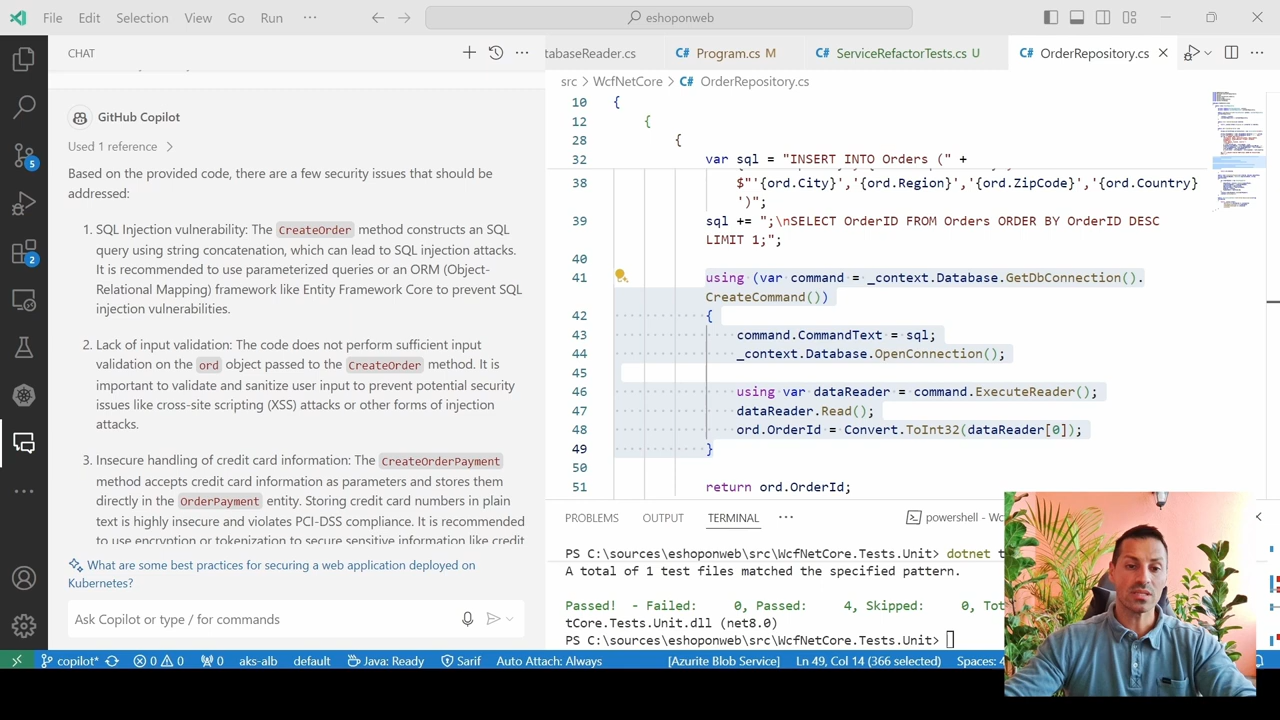 File Edit Selection View Go Run ···
eshoponweb
CHAT
GitHub Copilot
Used 1 reference
Based on the provided code, there are a few security issues that should be
addressed:
1. SQL Injection vulnerability: The CreateOrder method constructs an SQL
query using string concatenation, which can lead to SQL injection attacks.
It is recommended to use parameterized queries or an ORM (Object-
Relational Mapping) framework like Entity Framework Core to prevent SQL
injection vulnerabilities.
2. Lack of input validation: The code does not perform sufficient input
validation on the ord object passed to the CreateOrder method. It is
important to validate and sanitize user input to prevent potential security
issues like cross-site scripting (XSS) attacks or other forms of injection
attacks.
3. Insecure handling of credit card information: The CreateOrderPayment
method accepts credit card information as parameters and stores them
directly in the OrderPayment entity. Storing credit card numbers in plain
text is highly insecure and violates PCI-DSS compliance. It is recommended
to use encryption or tokenization to secure sensitive information like credit
What are some best practices for securing a web application deployed on
Kubernetes?
Ask Copilot or type / for commands
5
2
tabaseReader.cs
C# Program.cs M
C# ServiceRefactorTests.cs U
C# OrderRepository.cs
src > WcfNetCore > C# OrderRepository.cs
10 {
12 {
28 {
32 var sql = "INSERT INTO Orders (" +
38 $"'{ord.City}','{ord.Region}','{ord.ZipCode}','{ord.Country}
')";
39 sql += ";\nSELECT OrderID FROM Orders ORDER BY OrderID DESC
LIMIT 1;";
40
41 using (var command = _context.Database.GetDbConnection().
CreateCommand())
42 {
43 command.CommandText = sql;
44 _context.Database.OpenConnection();
45
46 using var dataReader = command.ExecuteReader();
47 dataReader.Read();
48 ord.OrderId = Convert.ToInt32(dataReader[0]);
49 }
50
51 return ord.OrderId;
PROBLEMS OUTPUT TERMINAL ···
powershell - Wc
PS C:\sources\eshoponweb\src\WcfNetCore.Tests.Unit> dotnet t
A total of 1 test files matched the specified pattern.
Passed! - Failed: 0, Passed: 4, Skipped: 0, Tot
tCore.Tests.Unit.dll (net8.0)
PS C:\sources\eshoponweb\src\WcfNetCore.Tests.Unit>
copilot* 0 0 0 aks-alb default Java: Ready Sarif Auto Attach: Always [Azurite Blob Service] Ln 49, Col 14 (366 selected) Spaces: 4